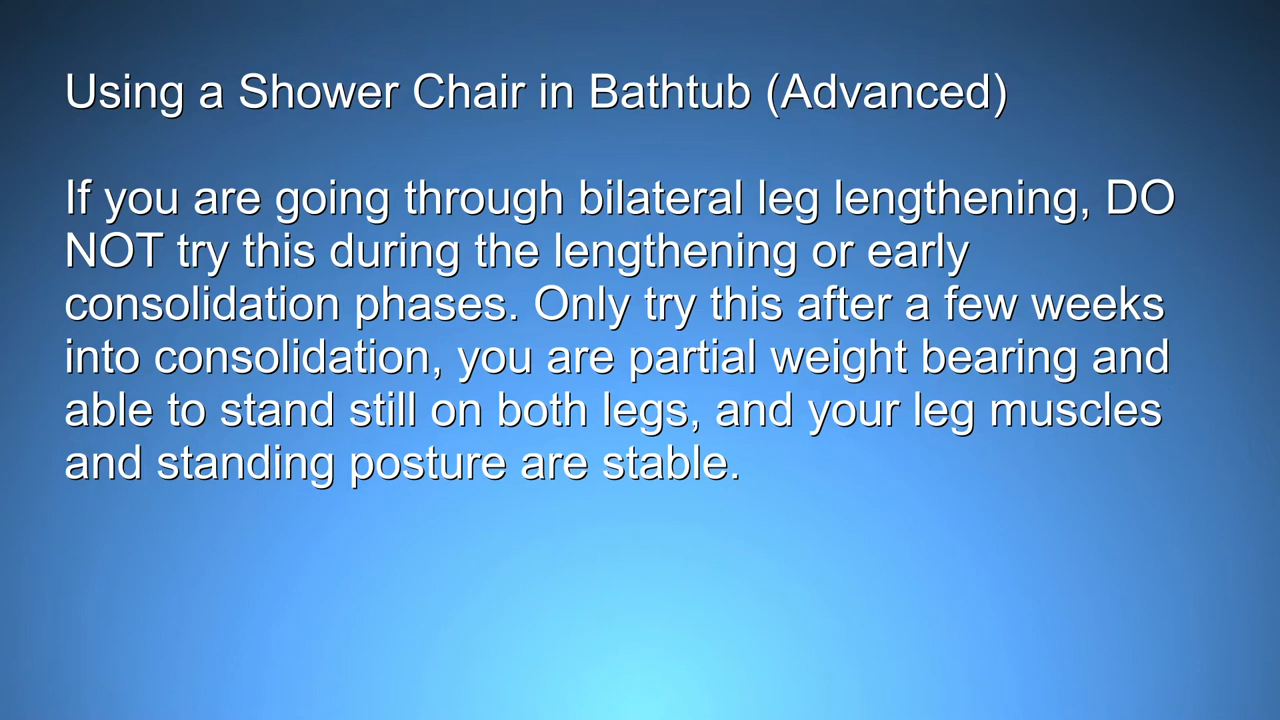 Using a Shower Chair in Bathtub (Advanced)
If you are going through bilateral leg lengthening, DO
NOT try this during the lengthening or early
consolidation phases. Only try this after a few weeks
into consolidation, you are partial weight bearing and
able to stand still on both legs, and your leg muscles
and standing posture are stable.